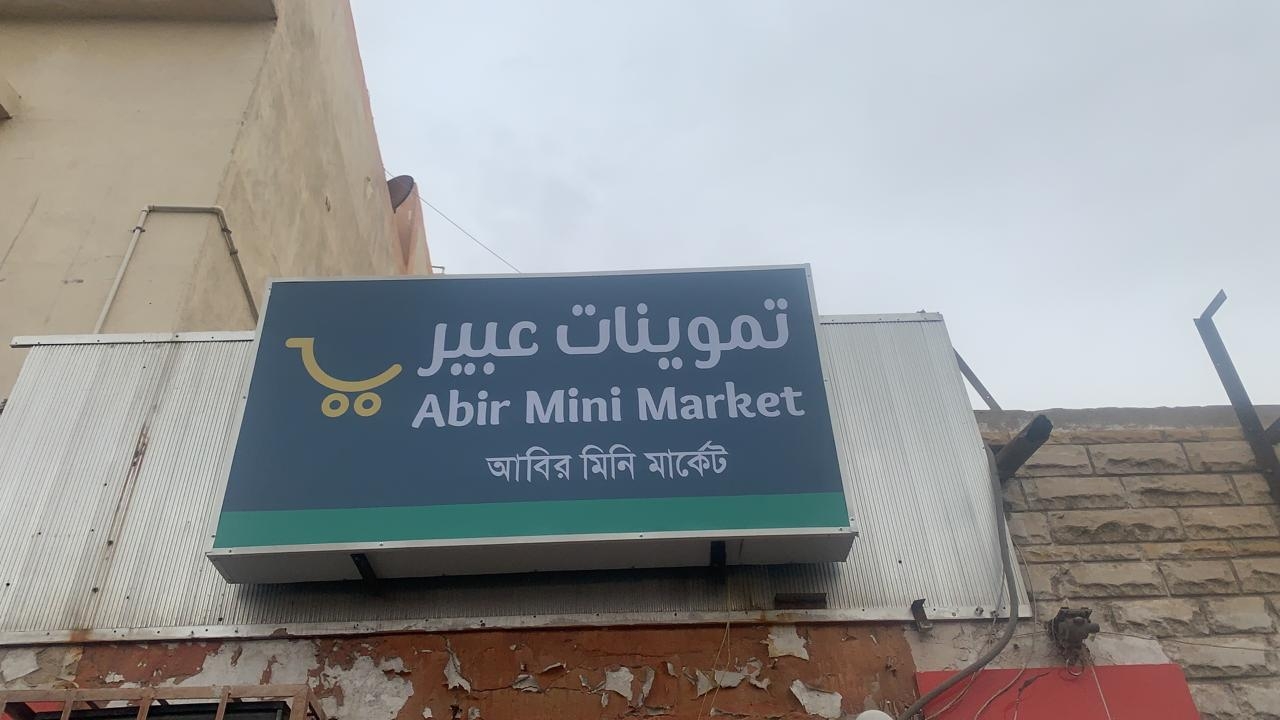 تموينات عبير
Abir Mini Market
আবির মিনি মার্কেট